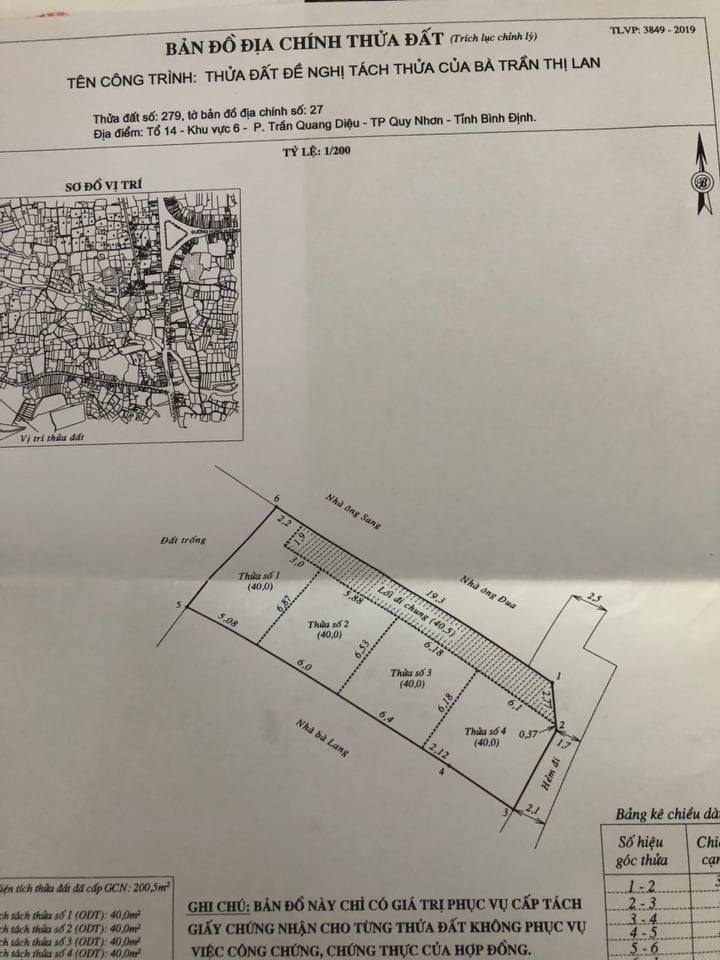 BẢN ĐỒ ĐỊA CHÍNH THỬA ĐẤT (Trích lục chỉnh lý)
TLVP: 3849 - 2019
TÊN CÔNG TRÌNH: THỬA ĐẤT ĐỀ NGHỊ TÁCH THỬA CỦA BÀ TRẦN THỊ LAN
Thửa đất số: 279, tờ bản đồ địa chính số: 27
Địa điểm: Tổ 14 - Khu vực 6 - P. Trần Quang Diệu - TP Quy Nhơn - Tỉnh Bình Định.
TỶ LỆ: 1/200
SƠ ĐỒ VỊ TRÍ
B
Vị trí thửa đất
6
Nhà ông Sang
2,2
1,9
Đất trống
3,0
Thửa số 1
(40,0)
19,3
Nhà ông Đua
2,5
5,88
Lối đi chung (40,5)
5
6,87
5,08
Thửa số 2
(40,0)
6,53
6,18
6,0
Thửa số 3
(40,0)
1
2,77
6,18
6,1
2
6,4
Thửa số 4
(40,0)
0,37
1,7
Nhà bà Lang
2,12
4
Hẻm đi
3
2,1
Bảng kê chiều dà
Số hiệu
góc thửa
Chi
cạ
1 - 2
2 - 3
3 - 4
4 - 5
5 - 6
iện tích thửa đất đã cấp GCN: 200,5m²
ch tách thửa số 1 (ODT): 40,0m²
ch tách thửa số 2 (ODT): 40,0m²
ch tách thửa số 3 (ODT): 40,0m²
ch tách thửa số 4 (ODT): 40,0m²
GHI CHÚ: BẢN ĐỒ NÀY CHỈ CÓ GIÁ TRỊ PHỤC VỤ CẤP TÁCH
GIẤY CHỨNG NHẬN CHO TỪNG THỬA ĐẤT KHÔNG PHỤC VỤ
VIỆC CÔNG CHỨNG, CHỨNG THỰC CỦA HỢP ĐỒNG.